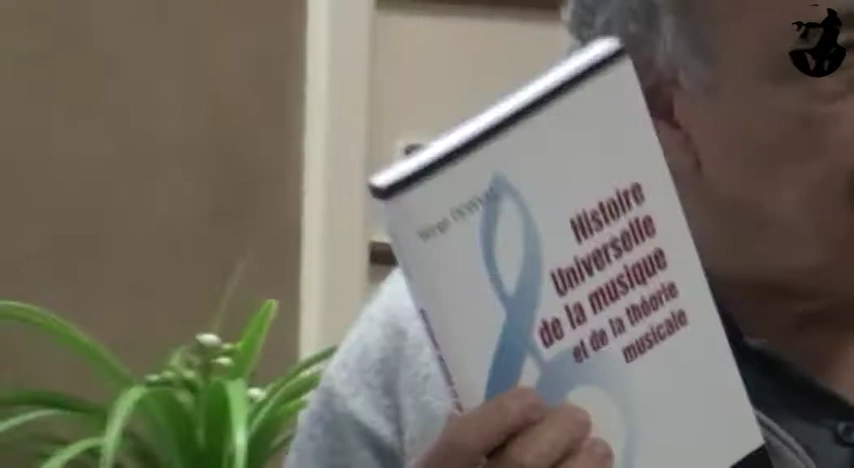 Histoire
Universelle
de la musique
et de la théorie
musicale